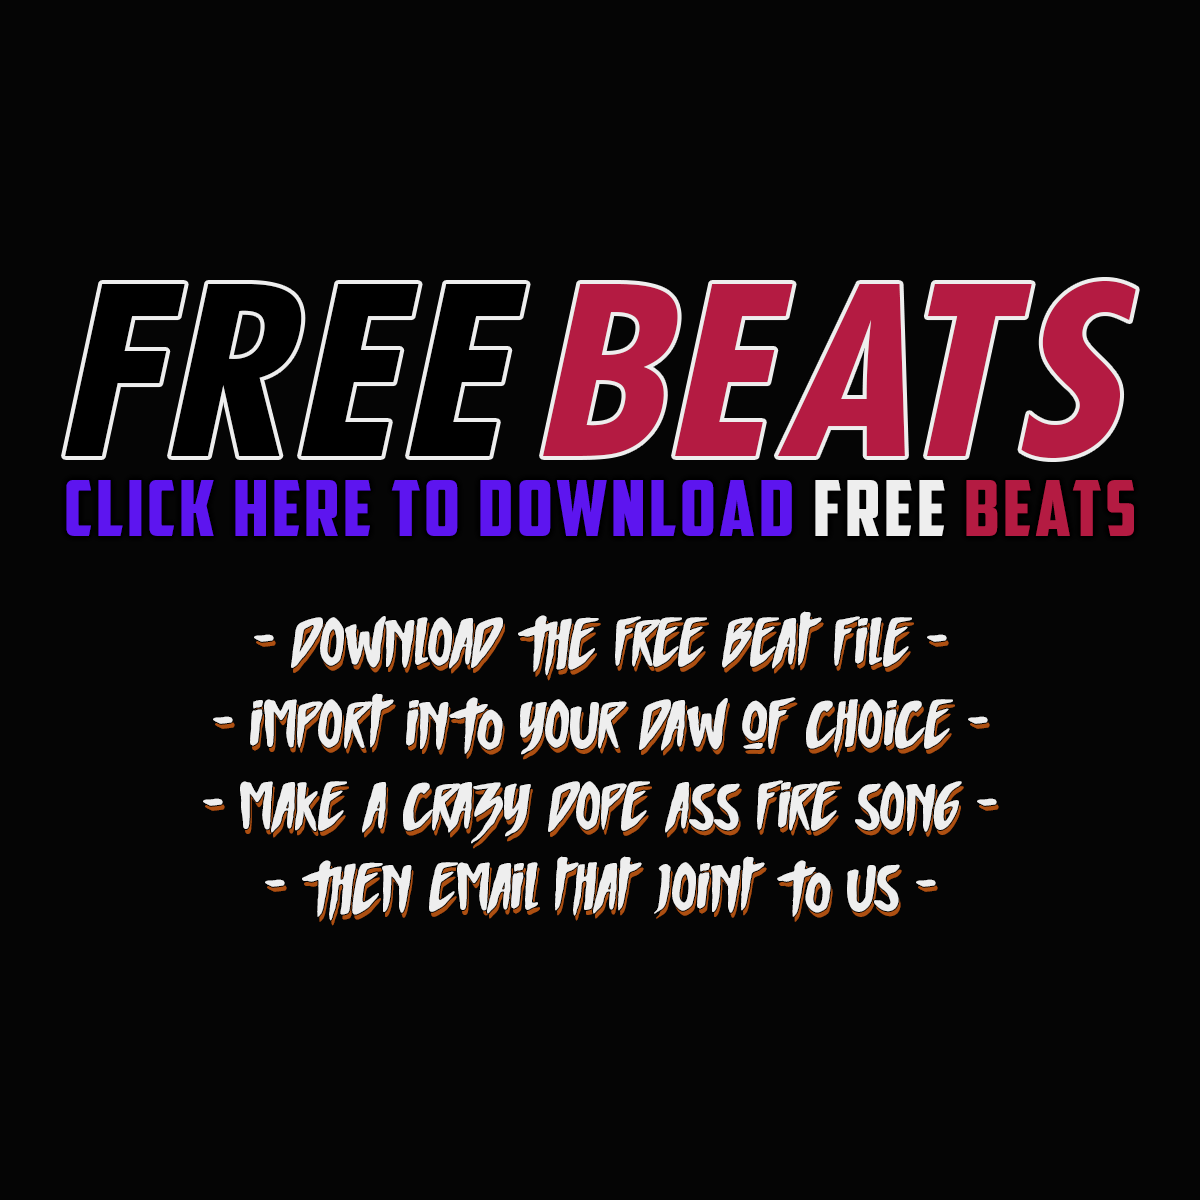 FREE BEATS
CLICK HERE TO DOWNLOAD FREE BEATS
- DOWNLOAD THE FREE BEAT FILE -
- IMPORT INTO YOUR DAW OF CHOICE -
- MAKE A CRAZY DOPE ASS FIRE SONG -
- THEN EMAIL THAT JOINT TO US -